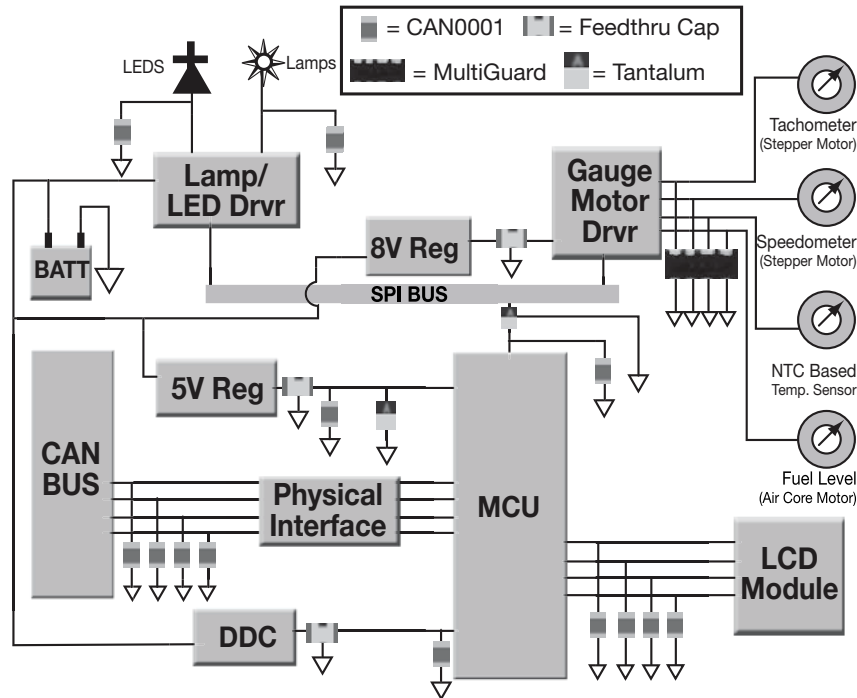 = CAN0001 = Feedthru Cap
= MultiGuard = Tantalum
LEDS
Lamps
Lamp/
LED Drvr
Gauge
Motor
Drvr
Tachometer
(Stepper Motor)
8V Reg
BATT
Speedometer
(Stepper Motor)
SPI BUS
5V Reg
NTC Based
Temp. Sensor
CAN
BUS
Physical
Interface
MCU
Fuel Level
(Air Core Motor)
LCD
Module
DDC